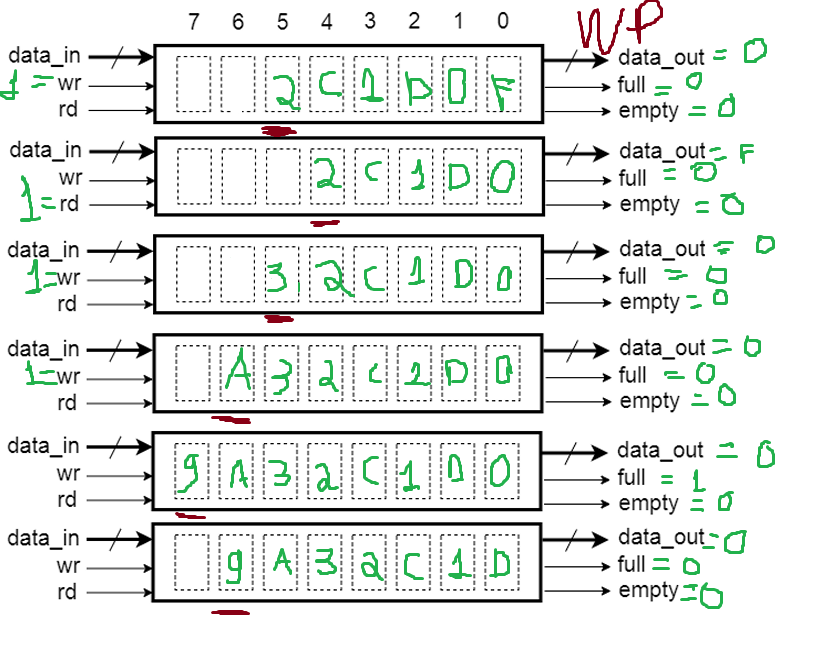 7 6 5 4 3 2 1 0 WP
data_in data_out = 0
1 = wr 2 C 1 D 0 F full = 0
rd empty = 0
data_in data_out = F
wr 2 C 1 D 0 full = 0
1 = rd empty = 0
data_in data_out = 0
1 = wr 3 2 C 1 D 0 full = 0
rd empty = 0
data_in data_out = 0
1 = wr A 3 2 C 1 D 0 full = 0
rd empty = 0
data_in data_out = 0
wr 9 A 3 2 C 1 D 0 full = 1
rd empty = 0
data_in data_out = 0
wr 9 A 3 2 C 1 D full = 0
rd empty = 0